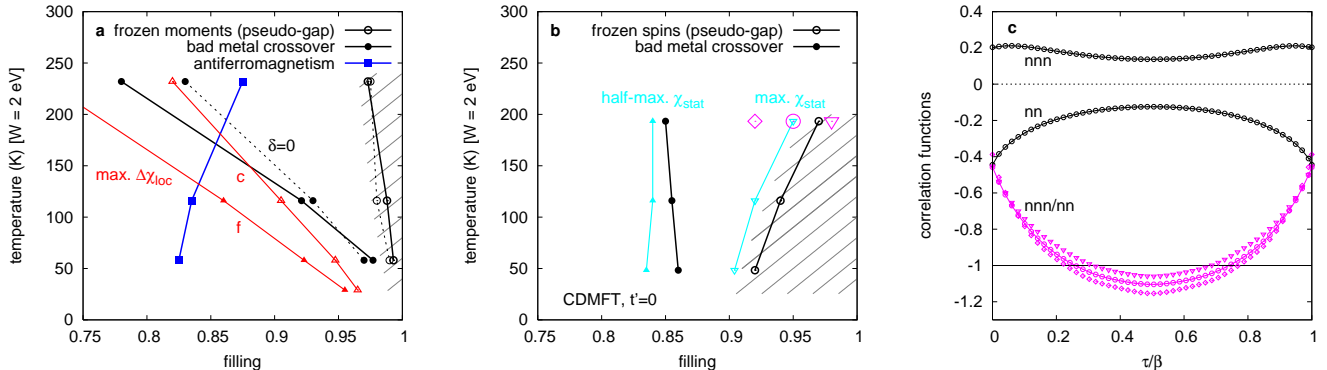 a
frozen moments (pseudo-gap)
bad metal crossover
antiferromagnetism
δ=0
max. Δχloc
c
f
temperature (K) [W = 2 eV]
300
250
200
150
100
50
0
0.75
0.8
0.85
0.9
0.95
1
filling
b
frozen spins (pseudo-gap)
bad metal crossover
half-max. χstat
max. χstat
CDMFT, t'=0
temperature (K) [W = 2 eV]
300
250
200
150
100
50
0
0.75
0.8
0.85
0.9
0.95
1
filling
c
nnn
nn
nnn/nn
correlation functions
0.4
0.2
0
-0.2
-0.4
-0.6
-0.8
-1
-1.2
0
0.2
0.4
0.6
0.8
1
τ/β